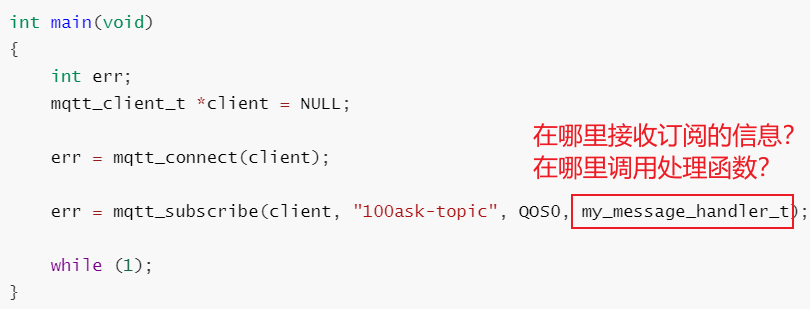 int main(void)
{
int err;
mqtt_client_t *client = NULL;
在哪里接收订阅的信息?
err = mqtt_connect(client);
在哪里调用处理函数?
err = mqtt_subscribe(client, "100ask-topic", QOS0, my_message_handler_t);
while (1);
}